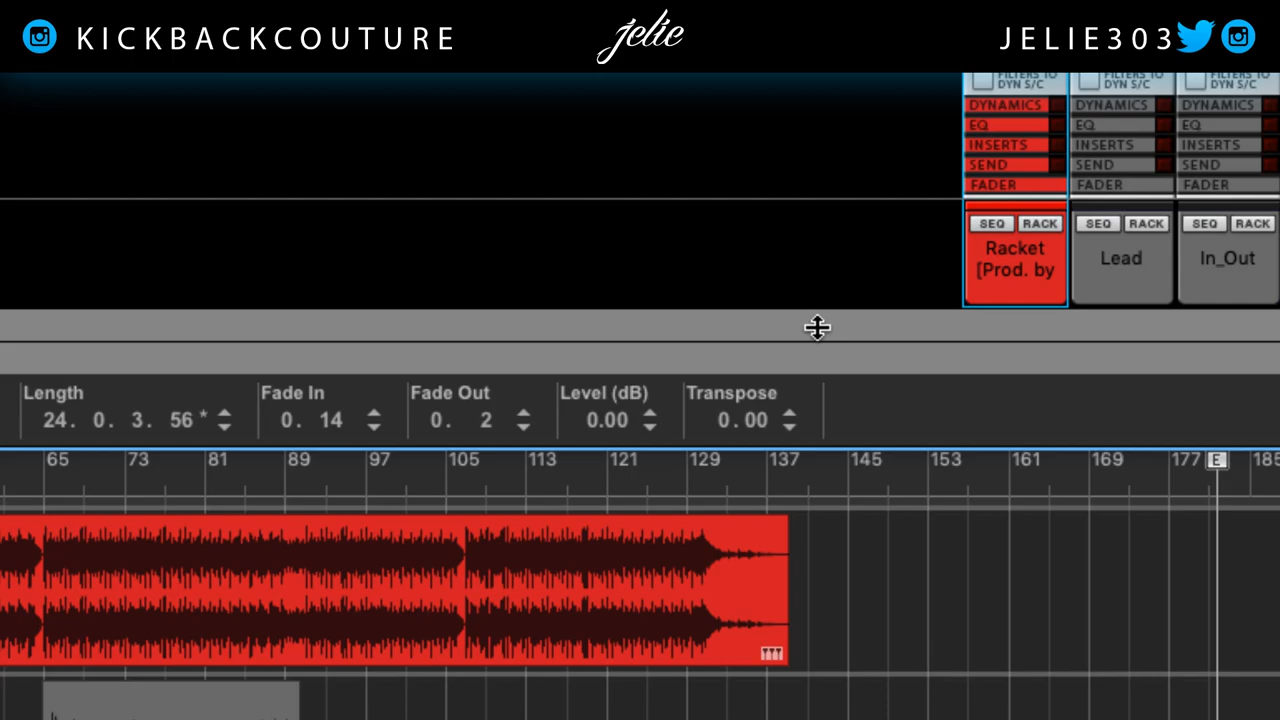 KICKBACKCOUTURE jelie JELIE303
FILTERS TO DYN S/C FILTERS TO DYN S/C FILTERS TO DYN S/C
DYNAMICS DYNAMICS DYNAMICS
EQ EQ EQ
INSERTS INSERTS INSERTS
SEND SEND SEND
FADER FADER FADER
SEQ RACK SEQ RACK SEQ RACK
Racket
[Prod. by Lead In_Out
Length Fade In Fade Out Level (dB) Transpose
24. 0. 3. 56 * 0. 14 0. 2 0.00 0.00
65 73 81 89 97 105 113 121 129 137 145 153 161 169 177 E 185